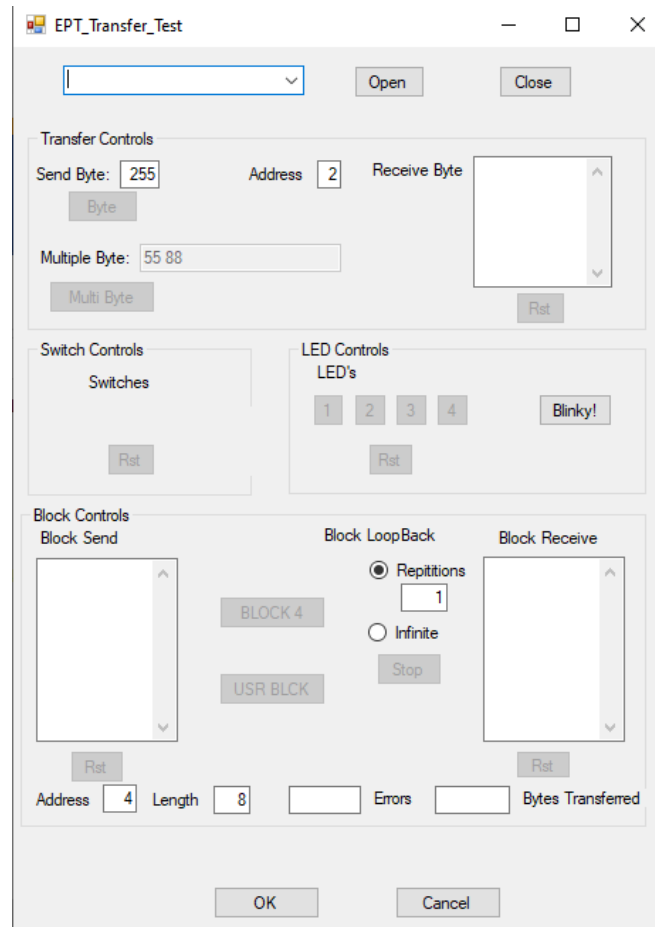 EPT_Transfer_Test
Open Close
Transfer Controls
Send Byte: 255 Address 2 Receive Byte
Byte
Multiple Byte: 55 88
Multi Byte Rst
Switch Controls LED Controls
Switches LED's
1 2 3 4 Blinky!
Rst Rst
Block Controls
Block Send Block LoopBack Block Receive
Repititions
1
BLOCK 4
Infinite
Stop
USR BLCK
Rst Rst
Address 4 Length 8 Errors Bytes Transferred
OK Cancel